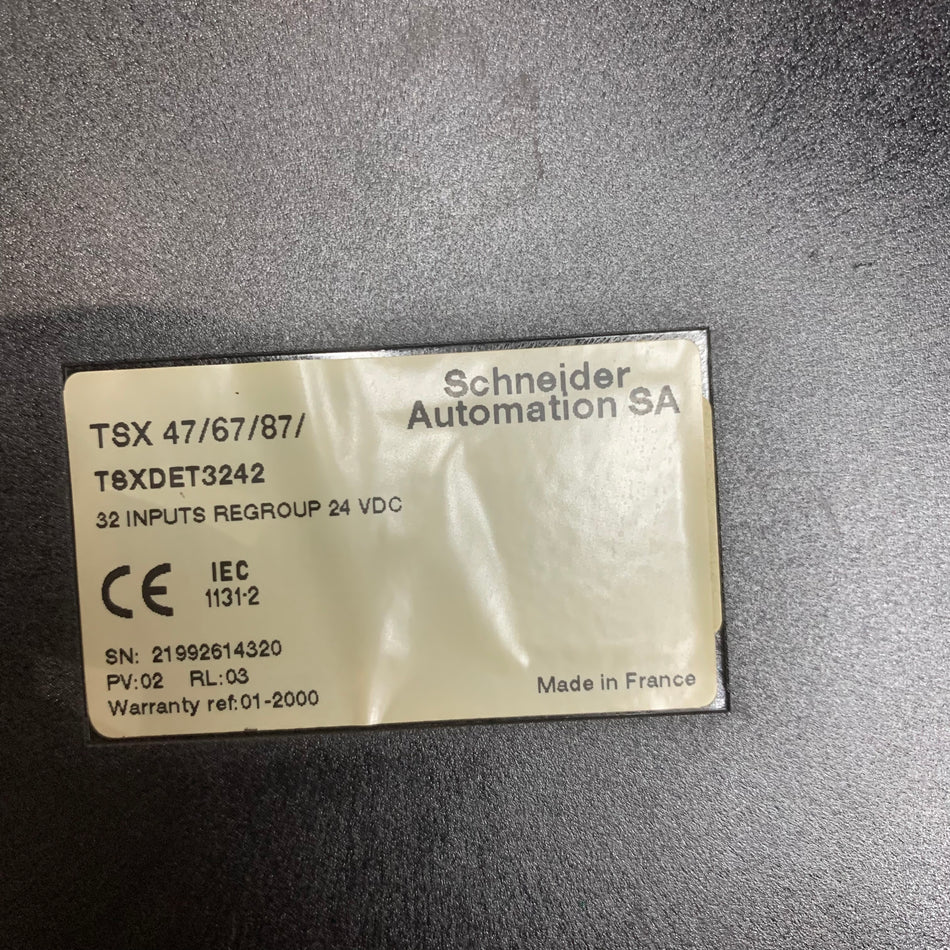 Schneider
Automation SA
TSX 47/67/87/
TSXDET3242
32 INPUTS REGROUP 24 VDC
CE
IEC
1131-2
SN: 21992614320
PV:02 RL:03
Warranty ref:01-2000
Made in France